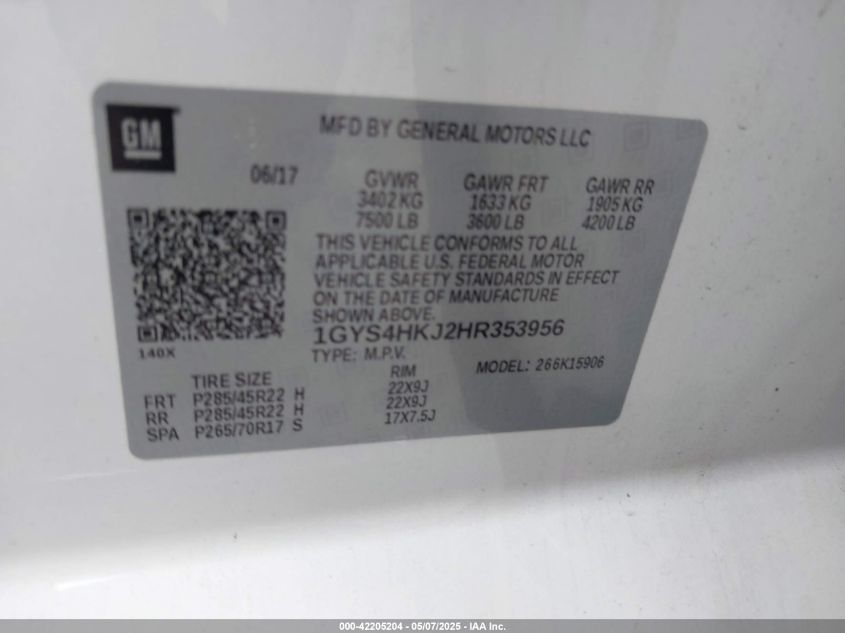 GM
MFD BY GENERAL MOTORS LLC
06/17
GVWR GAWR FRT GAWR RR
3402 KG 1633 KG 1905 KG
7500 LB 3600 LB 4200 LB
THIS VEHICLE CONFORMS TO ALL
APPLICABLE U.S. FEDERAL MOTOR
VEHICLE SAFETY STANDARDS IN EFFECT
ON THE DATE OF MANUFACTURE
SHOWN ABOVE.
1GYS4HKJ2HR353956
140X
TYPE: M.P.V. MODEL: 266K15906
TIRE SIZE RIM
FRT P285/45R22 H 22X9J
RR P285/45R22 H 22X9J
SPA P265/70R17 S 17X7.5J
000-42205204 - 05/07/2025 - IAA Inc.